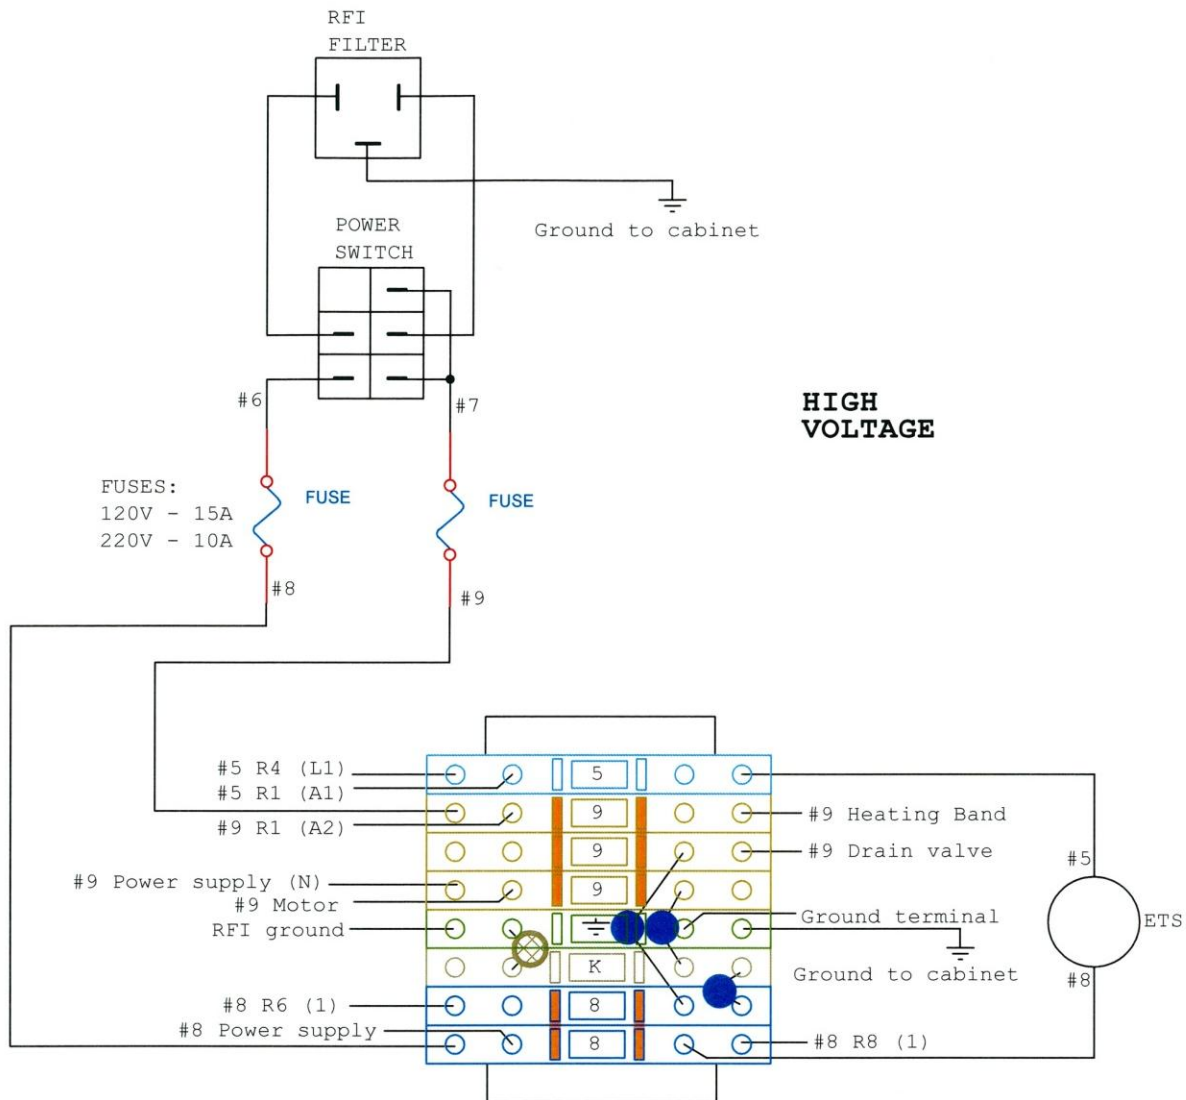 RFI
FILTER
Ground to cabinet
POWER
SWITCH
#6
#7
HIGH
VOLTAGE
FUSES:
120V - 15A
220V - 10A
FUSE
FUSE
#8
#9
#5 R4 (L1)
#5 R1 (A1)
5
9
#9 Heating Band
#9 R1 (A2)
9
#9 Drain valve
#5
#9 Power supply (N)
9
#9 Motor
RFI ground
Ground terminal
ETS
K
Ground to cabinet
#8
#8 R6 (1)
8
#8 Power supply
8
#8 R8 (1)